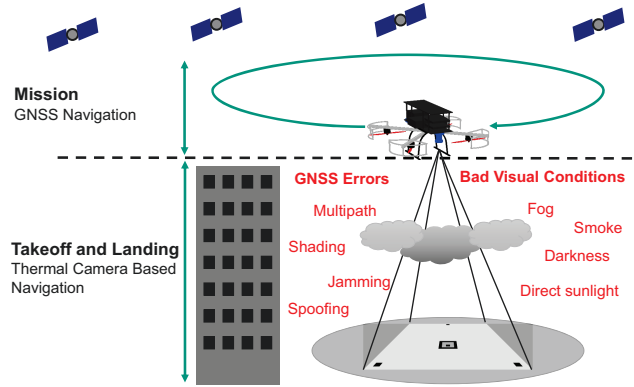 Mission
GNSS Navigation
GNSS Errors
Bad Visual Conditions
Multipath
Fog
Smoke
Takeoff and Landing
Thermal Camera Based
Navigation
Shading
Darkness
Jamming
Direct sunlight
Spoofing